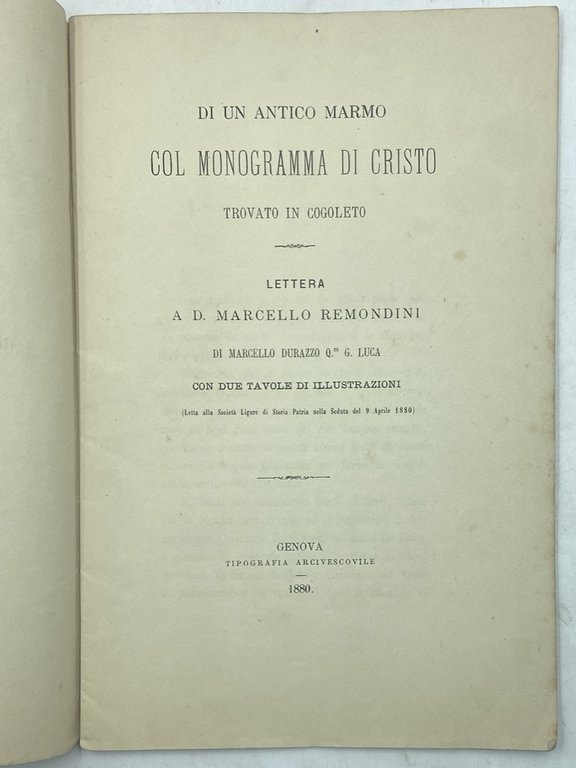 DI UN ANTICO MARMO
COL MONOGRAMMA DI CRISTO
TROVATO IN COGOLETO
LETTERA
A D. MARCELLO REMONDINI
DI MARCELLO DURAZZO Q.m G. LUCA
CON DUE TAVOLE DI ILLUSTRAZIONI
(Letta alla Società Ligure di Storia Patria nella Seduta del 9 Aprile 1880)
GENOVA
TIPOGRAFIA ARCIVESCOVILE
1880.